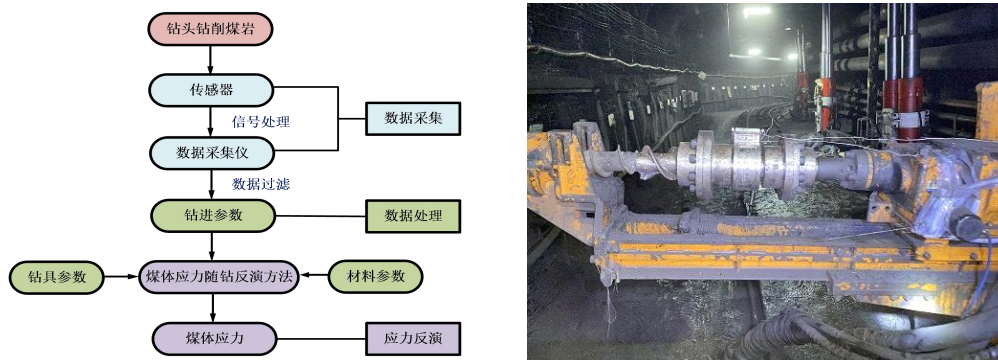 钻头钻削煤岩
传感器
信号处理
数据采集
数据采集仪
数据过滤
钻进参数
数据处理
钻具参数
煤体应力随钻反演方法
材料参数
煤体应力
应力反演